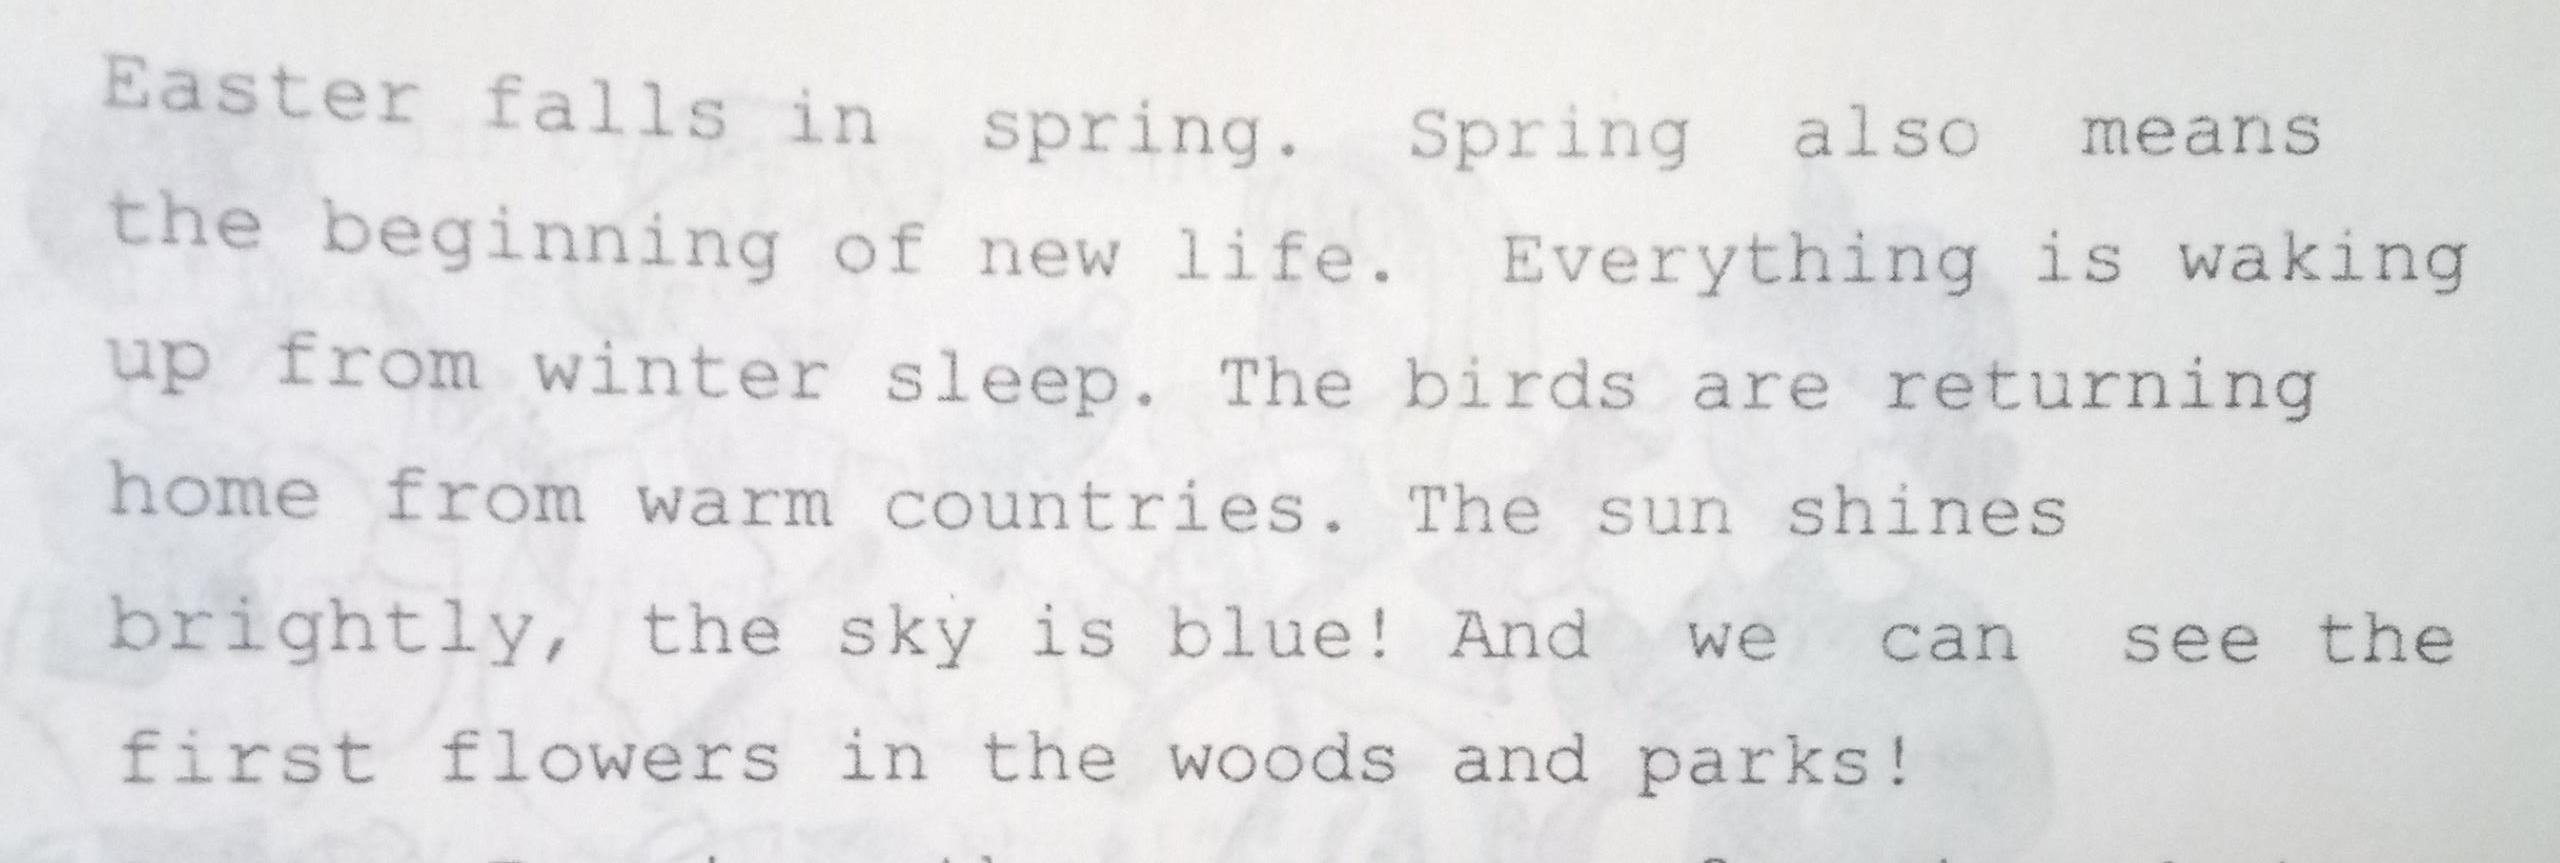 Easter falls in spring. Spring also means
the beginning of new life. Everything is waking
up from winter sleep. The birds are returning
home from warm countries. The sun shines
brightly, the sky is blue! And we can see the
first flowers in the woods and parks!